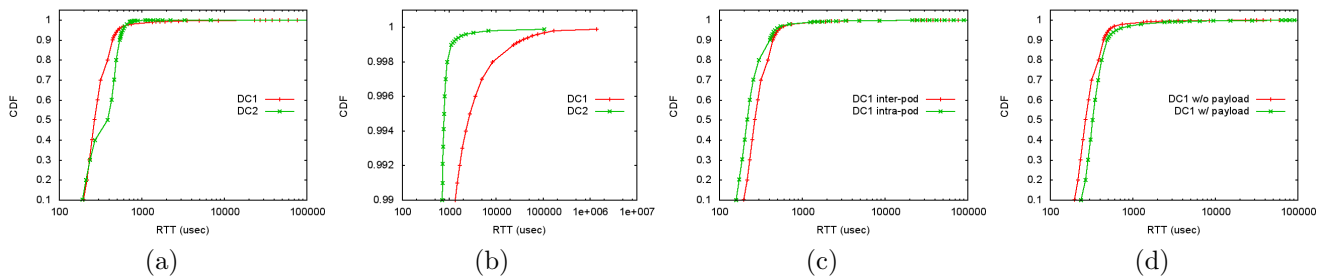 1
0.9
0.8
0.7
0.6
0.5
0.4
0.3
0.2
0.1
CDF
DC1
DC2
100 1000 10000 100000
RTT (usec)
(a)
1
0.998
0.996
0.994
0.992
0.99
CDF
DC1
DC2
100 1000 10000 100000 1e+006 1e+007
RTT (usec)
(b)
1
0.9
0.8
0.7
0.6
0.5
0.4
0.3
0.2
0.1
CDF
DC1 inter-pod
DC1 intra-pod
100 1000 10000 100000
RTT (usec)
(c)
1
0.9
0.8
0.7
0.6
0.5
0.4
0.3
0.2
0.1
CDF
DC1 w/o payload
DC1 w/ payload
100 1000 10000 100000
RTT (usec)
(d)